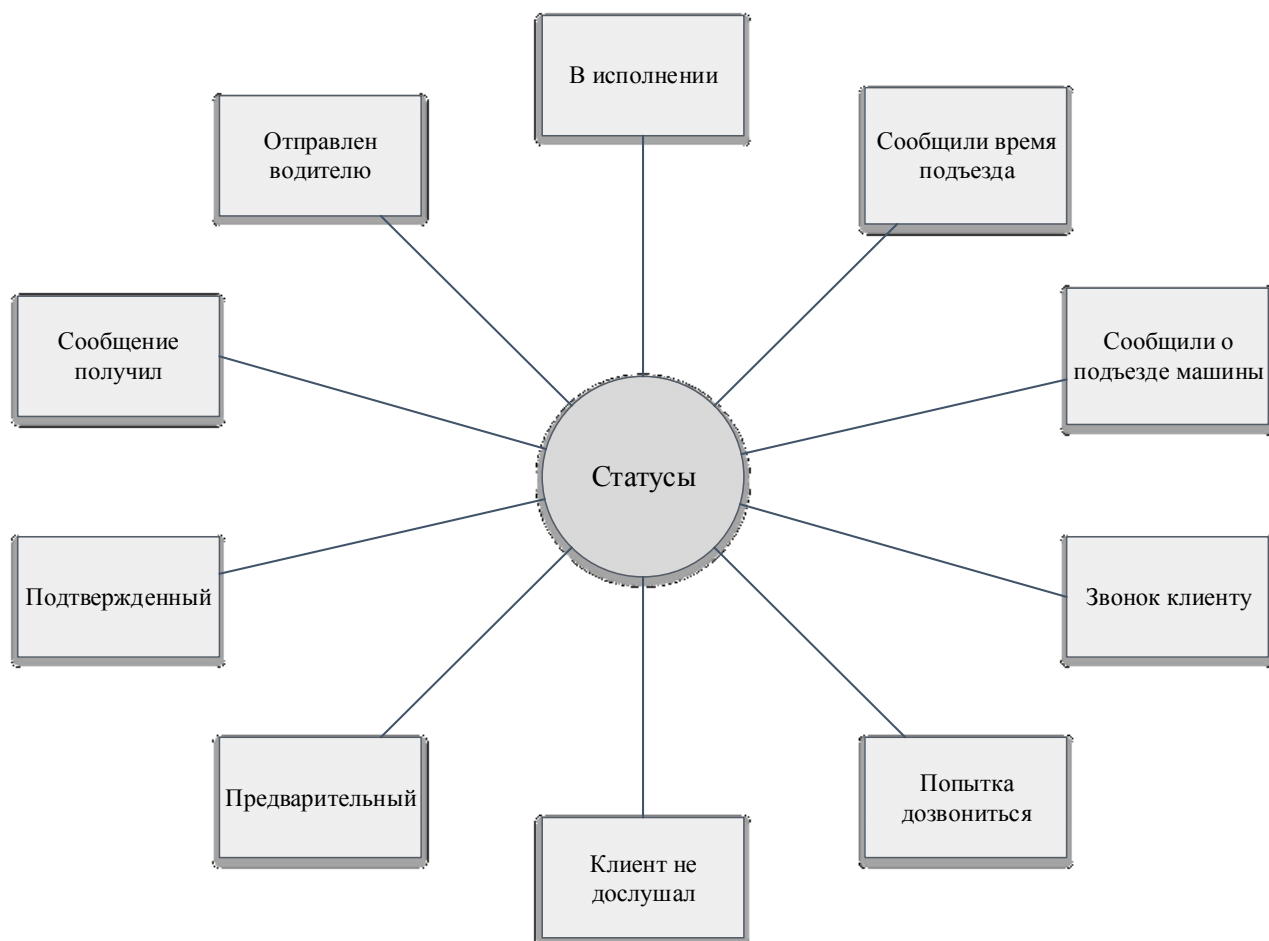 В исполнении
Отправлен
водителю
Сообщили время
подъезда
Сообщение
получил
Сообщили о
подъезде машины
Статусы
Подтвержденный
Звонок клиенту
Предварительный
Попытка
дозвониться
Клиент не
дослушал